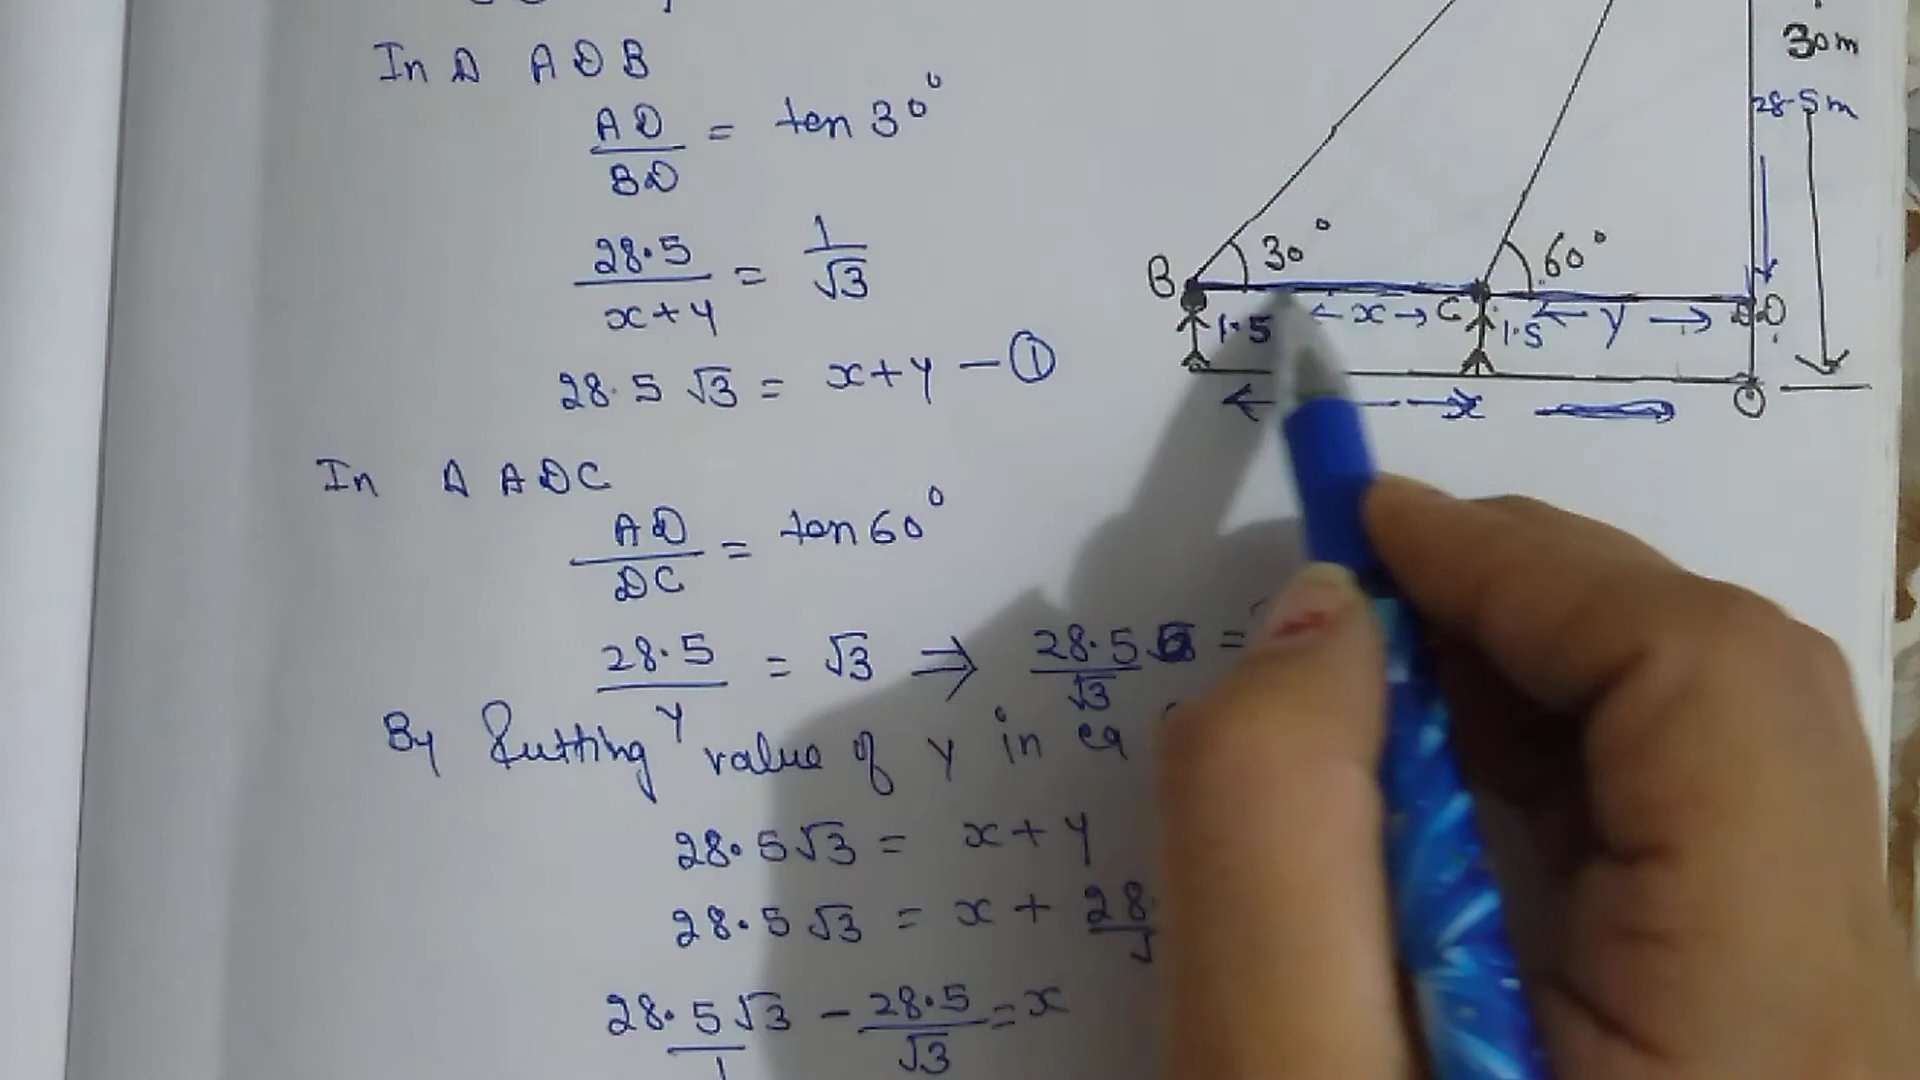 In Δ ADB
AD/BD = tan 30°
28.5/x+y = 1/√3
28.5 √3 = x+y - ①
In Δ ADC
AD/DC = tan 60°
28.5/y = √3 ⇒ 28.5/√3 =
By Putting value of y in eq
28.5√3 = x+y
28.5√3 = x + 28
28.5√3/1 - 28.5/√3 = x
30m
28.5m
B 30° 60°
1.5 ← x → C 1.5 ← y → D
← → x